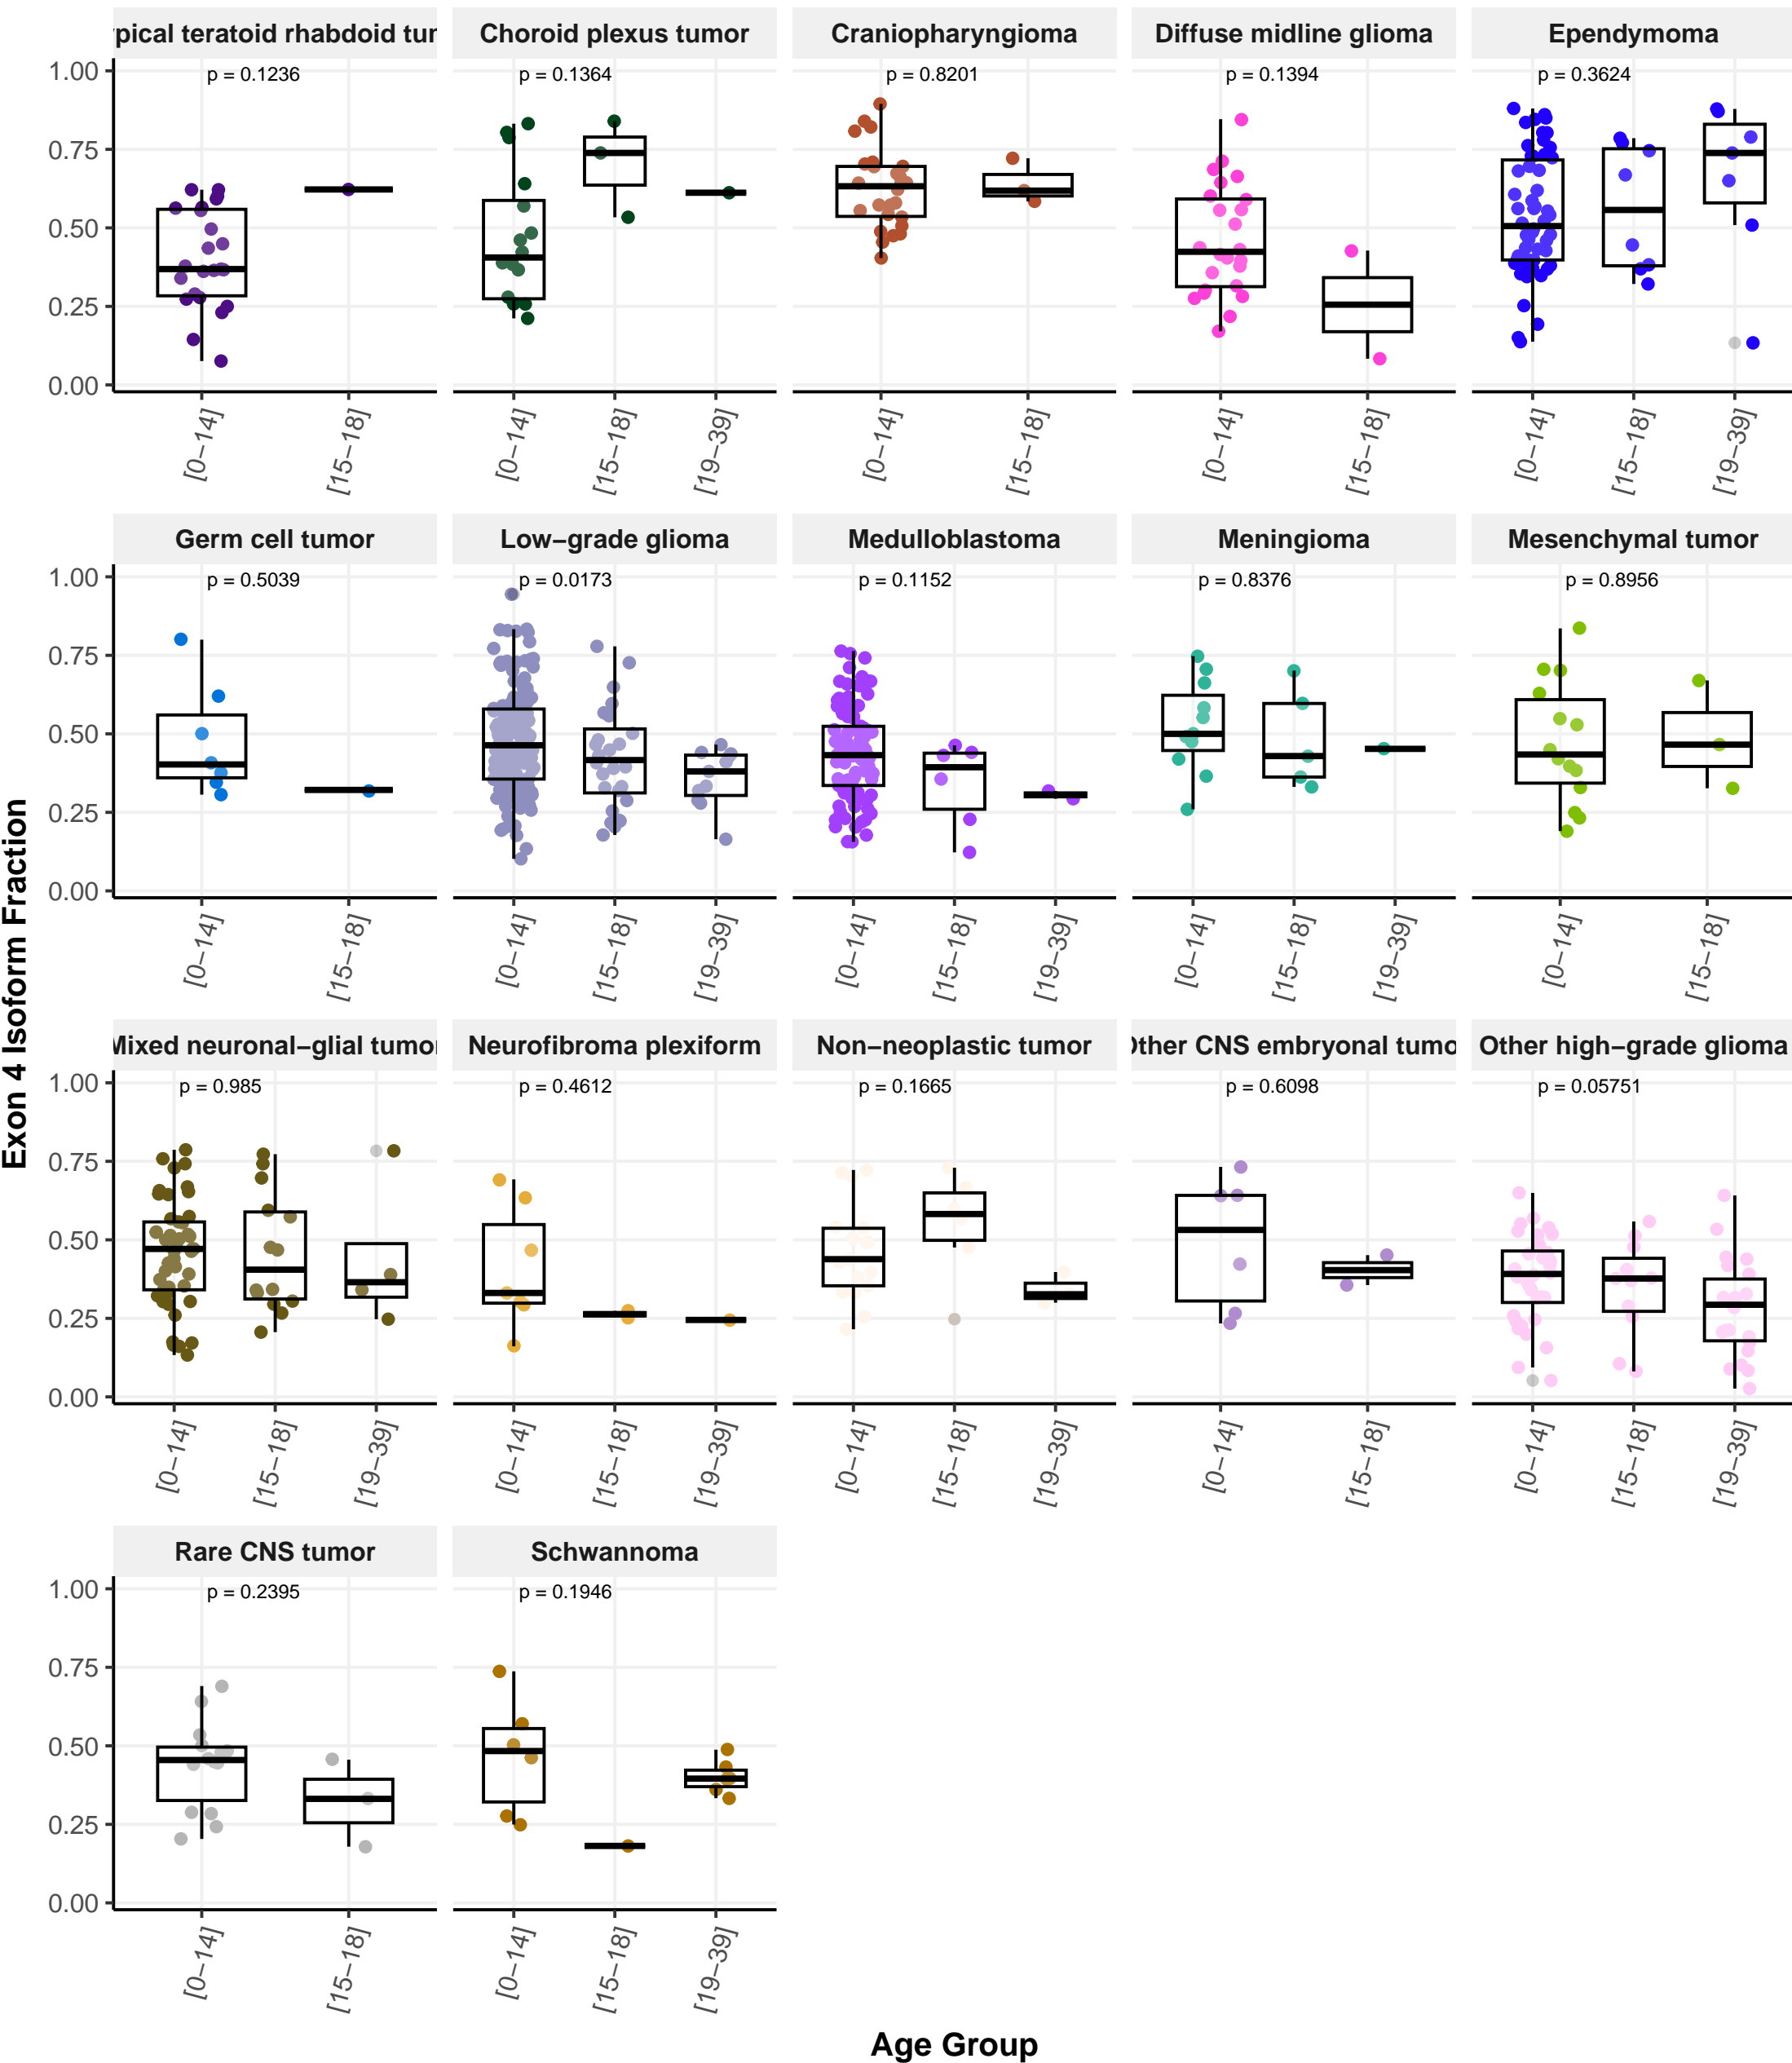 pical teratoid rhabdoid tur
Choroid plexus tumor
Craniopharyngioma
Diffuse midline glioma
Ependymoma
p = 0.1236
p = 0.1364
p = 0.8201
p = 0.1394
p = 0.3624
1.00
0.75
0.50
0.25
0.00
[0−14]
[15−18]
[0−14]
[15−18]
[19−39]
[0−14]
[15−18]
[0−14]
[15−18]
[0−14]
[15−18]
[19−39]
Germ cell tumor
Low−grade glioma
Medulloblastoma
Meningioma
Mesenchymal tumor
p = 0.5039
p = 0.0173
p = 0.1152
p = 0.8376
p = 0.8956
1.00
0.75
0.50
0.25
0.00
[0−14]
[15−18]
[0−14]
[15−18]
[19−39]
[0−14]
[15−18]
[19−39]
[0−14]
[15−18]
[19−39]
[0−14]
[15−18]
Exon 4 Isoform Fraction
Mixed neuronal−glial tumor
Neurofibroma plexiform
Non−neoplastic tumor
Other CNS embryonal tumo
Other high−grade glioma
p = 0.985
p = 0.4612
p = 0.1665
p = 0.6098
p = 0.05751
1.00
0.75
0.50
0.25
0.00
[0−14]
[15−18]
[19−39]
[0−14]
[15−18]
[19−39]
[0−14]
[15−18]
[19−39]
[0−14]
[15−18]
[0−14]
[15−18]
[19−39]
Rare CNS tumor
Schwannoma
p = 0.2395
p = 0.1946
1.00
0.75
0.50
0.25
0.00
[0−14]
[15−18]
[0−14]
[15−18]
[19−39]
Age Group